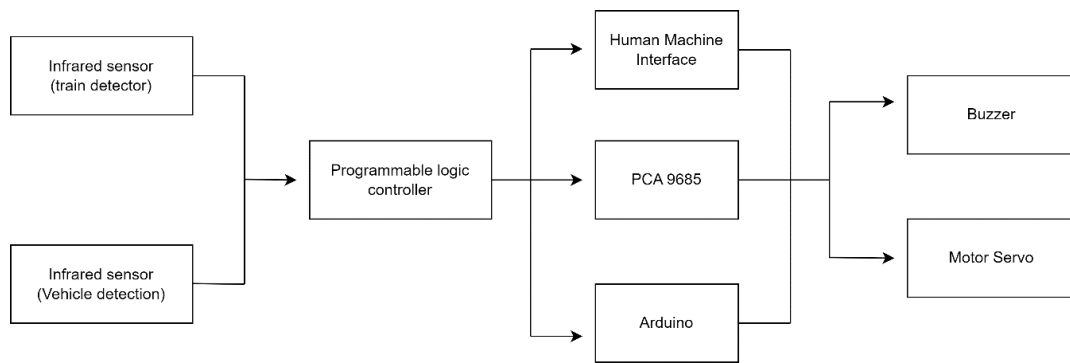 Infrared sensor
(train detector)
Infrared sensor
(Vehicle detection)
Programmable logic
controller
Human Machine
Interface
PCA 9685
Arduino
Buzzer
Motor Servo